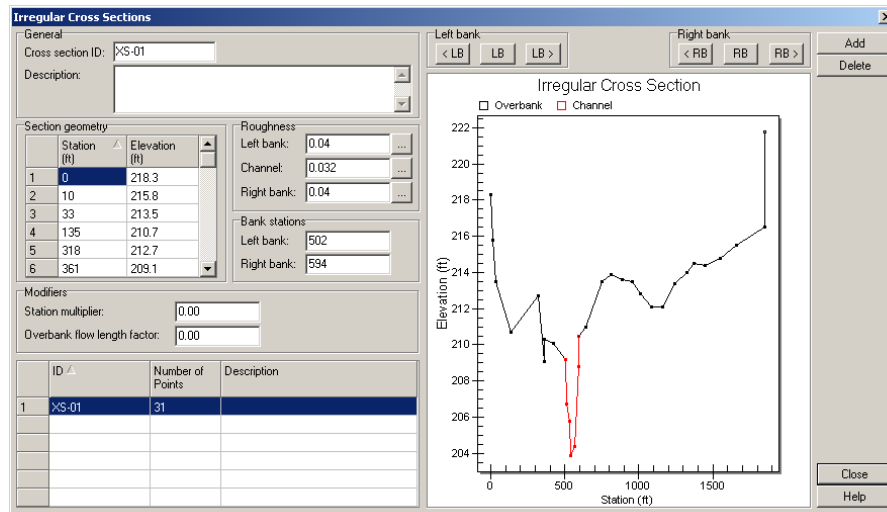 Irregular Cross Sections
General
Cross section ID: XS-01
Description:
Section geometry
Station (ft) Elevation (ft)
1 0 218.3
2 10 215.8
3 33 213.5
4 135 210.7
5 318 212.7
6 361 209.1
Roughness
Left bank: 0.04 ...
Channel: 0.032 ...
Right bank: 0.04 ...
Bank stations
Left bank: 502
Right bank: 594
Modifiers
Station multiplier: 0.00
Overbank flow length factor: 0.00
ID Number of Points Description
1 XS-01 31
Left bank
< LB LB LB >
Right bank
< RB RB RB >
Irregular Cross Section
Overbank Channel
Elevation (ft)
222
220
218
216
214
212
210
208
206
204
0 500 1000 1500
Station (ft)
Add
Delete
Close
Help